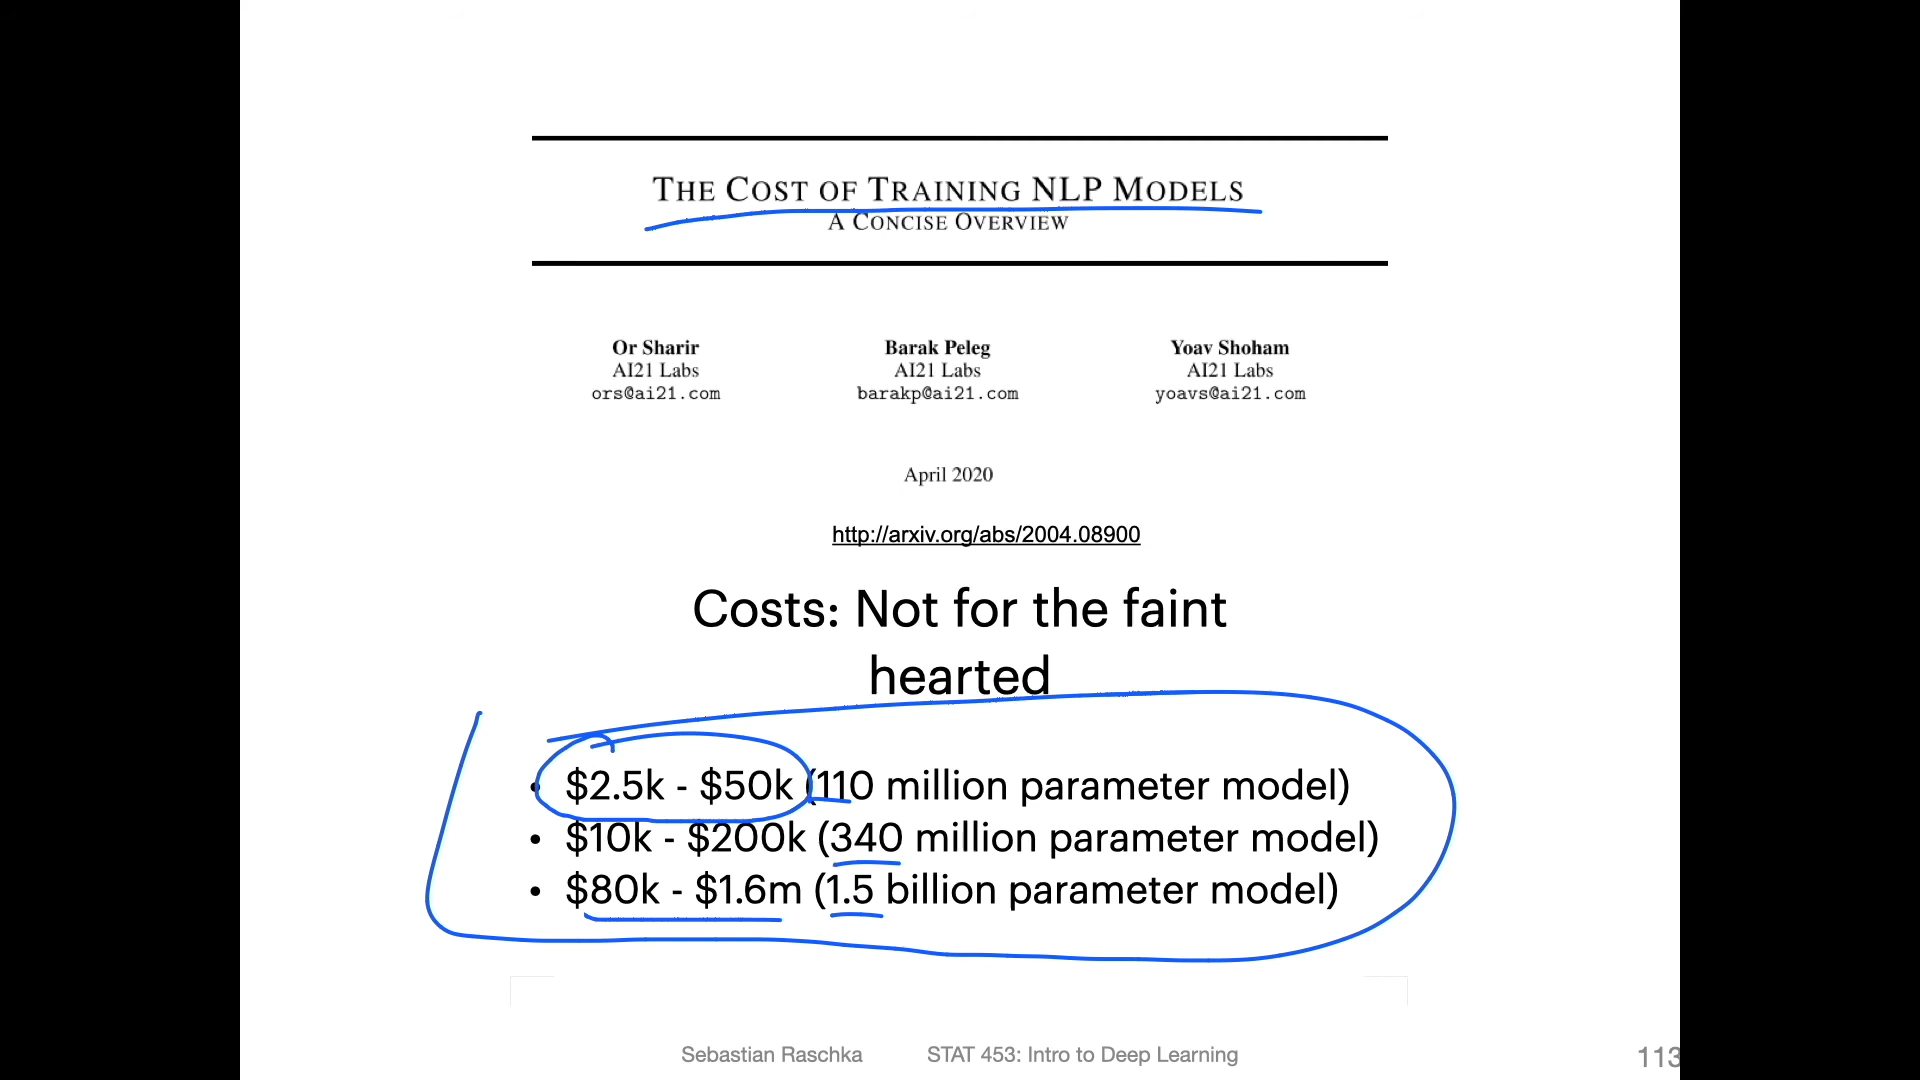 THE COST OF TRAINING NLP MODELS
A CONCISE OVERVIEW
Or Sharir
AI21 Labs
ors@ai21.com
Barak Peleg
AI21 Labs
barakp@ai21.com
Yoav Shoham
AI21 Labs
yoavs@ai21.com
April 2020
http://arxiv.org/abs/2004.08900
Costs: Not for the faint
hearted
• $2.5k - $50k (110 million parameter model)
• $10k - $200k (340 million parameter model)
• $80k - $1.6m (1.5 billion parameter model)
Sebastian Raschka STAT 453: Intro to Deep Learning 113